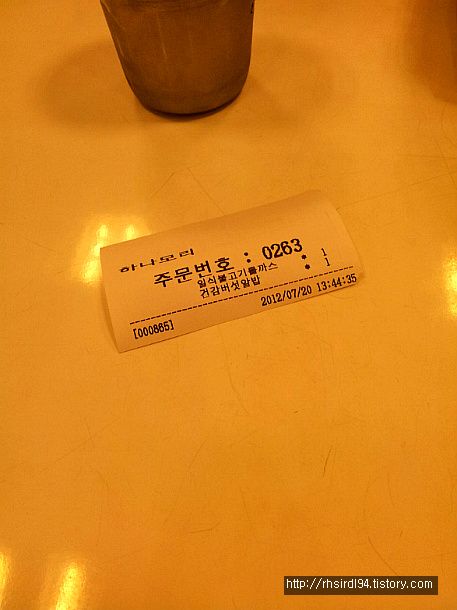 하나모리
주문번호 : 0263
일식불고기돌까스 : 1
건강버섯알밥 : 1
2012/07/20 13:44:35
[000865]
http://rhsirdl94.tistory.com